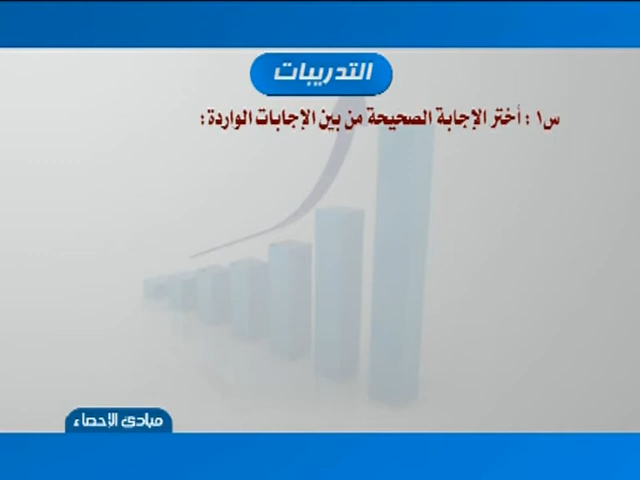 التدريبات
س١ : أختر الإجابة الصحيحة من بين الإجابات الواردة :
مبادئ الإحصاء